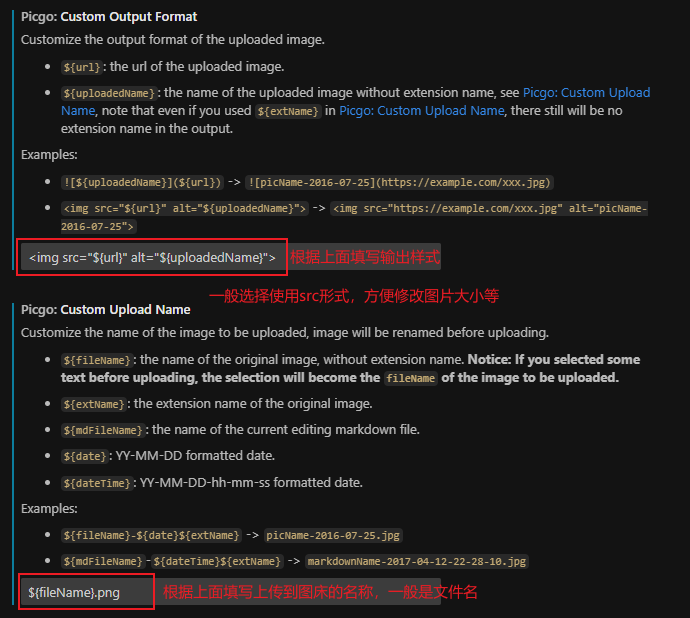 Picgo: Custom Output Format
Customize the output format of the uploaded image.
${url}: the url of the uploaded image.
${uploadedName}: the name of the uploaded image without extension name, see Picgo: Custom Upload
Name, note that even if you used ${extName} in Picgo: Custom Upload Name, there still will be no
extension name in the output.
Examples:
![${uploadedName}](${url}) -> ![picName-2016-07-25](https://example.com/xxx.jpg)
<img src="${url}" alt="${uploadedName}"> -> <img src="https://example.com/xxx.jpg" alt="picName-
2016-07-25">
<img src="${url}" alt="${uploadedName}"> 根据上面填写输出样式
一般选择使用src形式，方便修改图片大小等
Picgo: Custom Upload Name
Customize the name of the image to be uploaded, image will be renamed before uploading.
${fileName}: the name of the original image, without extension name. Notice: If you selected some
text before uploading, the selection will become the fileName of the image to be uploaded.
${extName}: the extension name of the original image.
${mdFileName}: the name of the current editing markdown file.
${date}: YY-MM-DD formatted date.
${dateTime}: YY-MM-DD-hh-mm-ss formatted date.
Examples:
${fileName}-${date}${extName} -> picName-2016-07-25.jpg
${mdFileName}-${dateTime}${extName} -> markdownName-2017-04-12-22-28-10.jpg
${fileName}.png 根据上面填写上传到图床的名称，一般是文件名